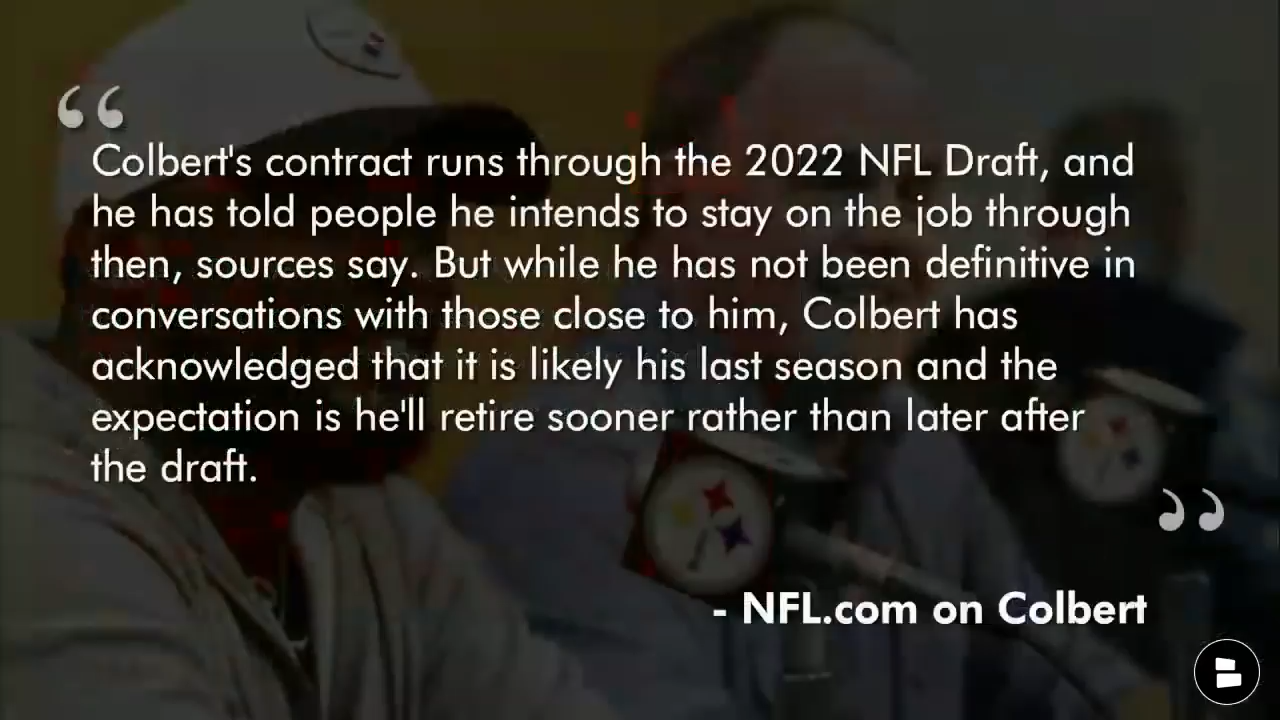 “
Colbert's contract runs through the 2022 NFL Draft, and
he has told people he intends to stay on the job through
then, sources say. But while he has not been definitive in
conversations with those close to him, Colbert has
acknowledged that it is likely his last season and the
expectation is he'll retire sooner rather than later after
the draft.
”
- NFL.com on Colbert